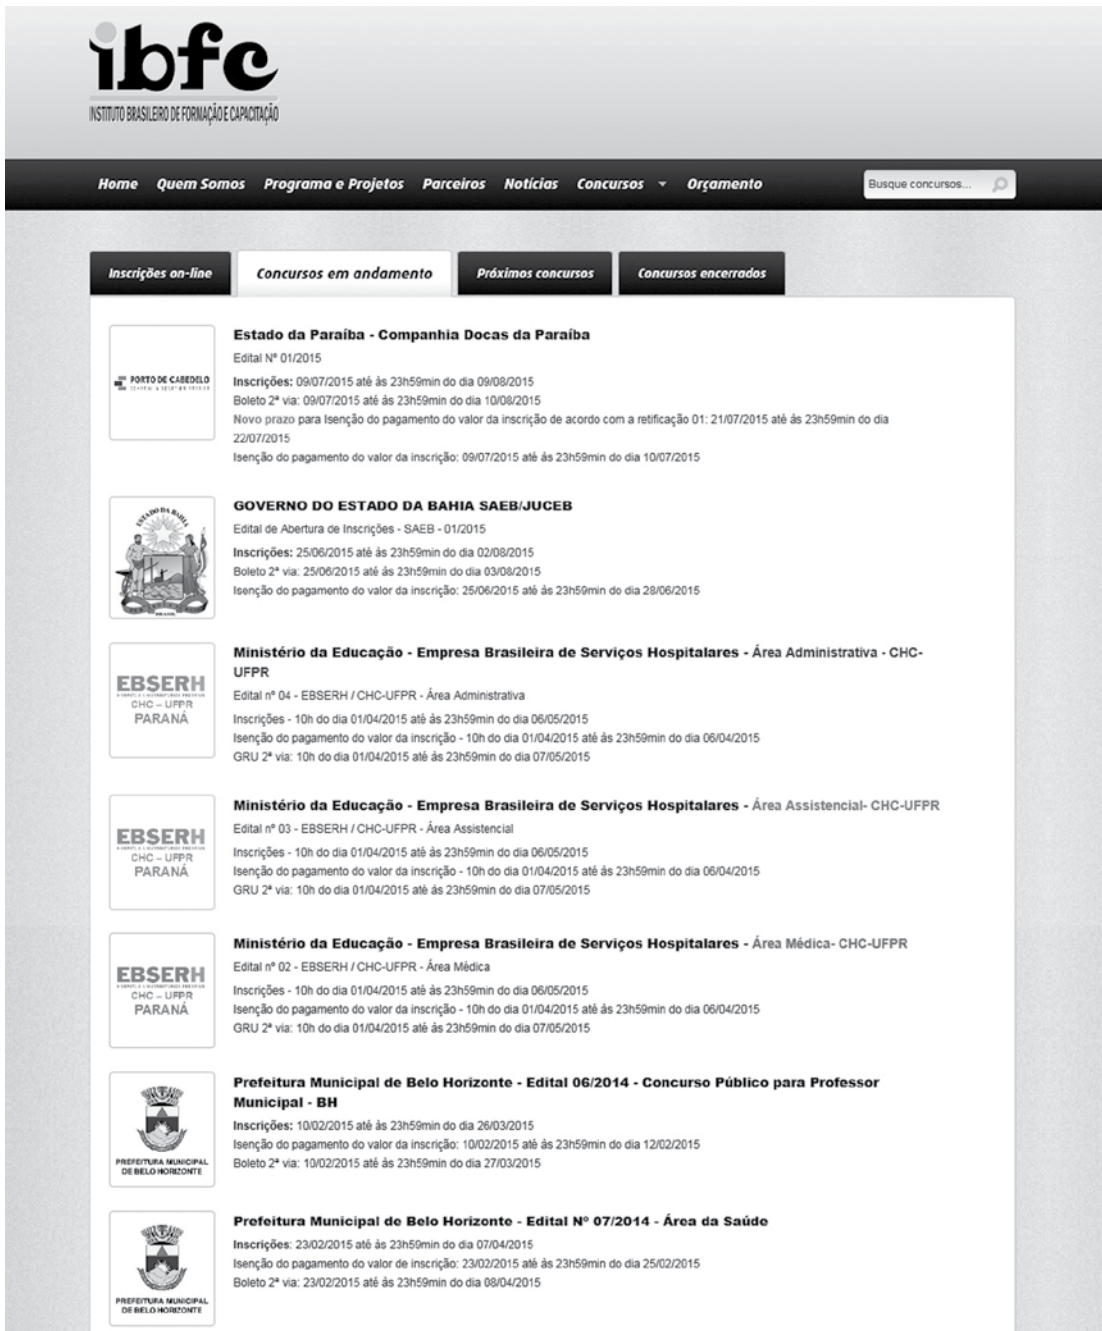 ibfc
INSTITUTO BRASILEIRO DE FORMAÇÃO E CAPACITAÇÃO
Home Quem Somos Programa e Projetos Parceiros Notícias Concursos Orçamento Busque concursos...
Inscrições on-line Concursos em andamento Próximos concursos Concursos encerrados
PORTO DE CABEDELO
Estado da Paraíba - Companhia Docas da Paraíba
Edital Nº 01/2015
Inscrições: 09/07/2015 até às 23h59min do dia 09/08/2015
Boleto 2ª via: 09/07/2015 até às 23h59min do dia 10/08/2015
Novo prazo para Isenção do pagamento do valor da inscrição de acordo com a retificação 01: 21/07/2015 até às 23h59min do dia
22/07/2015
Isenção do pagamento do valor da inscrição: 09/07/2015 até às 23h59min do dia 10/07/2015
ESTADO DA BAHIA
BRASIL
GOVERNO DO ESTADO DA BAHIA SAEB/JUCEB
Edital de Abertura de Inscrições - SAEB - 01/2015
Inscrições: 25/06/2015 até às 23h59min do dia 02/08/2015
Boleto 2ª via: 25/06/2015 até às 23h59min do dia 03/08/2015
Isenção do pagamento do valor da inscrição: 25/06/2015 até às 23h59min do dia 28/06/2015
EBSERH
CHC – UFPR
PARANÁ
Ministério da Educação - Empresa Brasileira de Serviços Hospitalares - Área Administrativa - CHC-
UFPR
Edital nº 04 - EBSERH / CHC-UFPR - Área Administrativa
Inscrições - 10h do dia 01/04/2015 até às 23h59min do dia 06/05/2015
Isenção do pagamento do valor da inscrição - 10h do dia 01/04/2015 até às 23h59min do dia 06/04/2015
GRU 2ª via: 10h do dia 01/04/2015 até às 23h59min do dia 07/05/2015
EBSERH
CHC – UFPR
PARANÁ
Ministério da Educação - Empresa Brasileira de Serviços Hospitalares - Área Assistencial- CHC-UFPR
Edital nº 03 - EBSERH / CHC-UFPR - Área Assistencial
Inscrições - 10h do dia 01/04/2015 até às 23h59min do dia 06/05/2015
Isenção do pagamento do valor da inscrição - 10h do dia 01/04/2015 até às 23h59min do dia 06/04/2015
GRU 2ª via: 10h do dia 01/04/2015 até às 23h59min do dia 07/05/2015
EBSERH
CHC – UFPR
PARANÁ
Ministério da Educação - Empresa Brasileira de Serviços Hospitalares - Área Médica- CHC-UFPR
Edital nº 02 - EBSERH / CHC-UFPR - Área Médica
Inscrições - 10h do dia 01/04/2015 até às 23h59min do dia 06/05/2015
Isenção do pagamento do valor da inscrição - 10h do dia 01/04/2015 até às 23h59min do dia 06/04/2015
GRU 2ª via: 10h do dia 01/04/2015 até às 23h59min do dia 07/05/2015
PREFEITURA MUNICIPAL
DE BELO HORIZONTE
Prefeitura Municipal de Belo Horizonte - Edital 06/2014 - Concurso Público para Professor
Municipal - BH
Inscrições: 10/02/2015 até às 23h59min do dia 26/03/2015
Isenção do pagamento do valor da inscrição: 10/02/2015 até às 23h59min do dia 12/02/2015
Boleto 2ª via: 10/02/2015 até às 23h59min do dia 27/03/2015
PREFEITURA MUNICIPAL
DE BELO HORIZONTE
Prefeitura Municipal de Belo Horizonte - Edital Nº 07/2014 - Área da Saúde
Inscrições: 23/02/2015 até às 23h59min do dia 07/04/2015
Isenção do pagamento do valor de inscrição: 23/02/2015 até às 23h59min do dia 25/02/2015
Boleto 2ª via: 23/02/2015 até às 23h59min do dia 08/04/2015